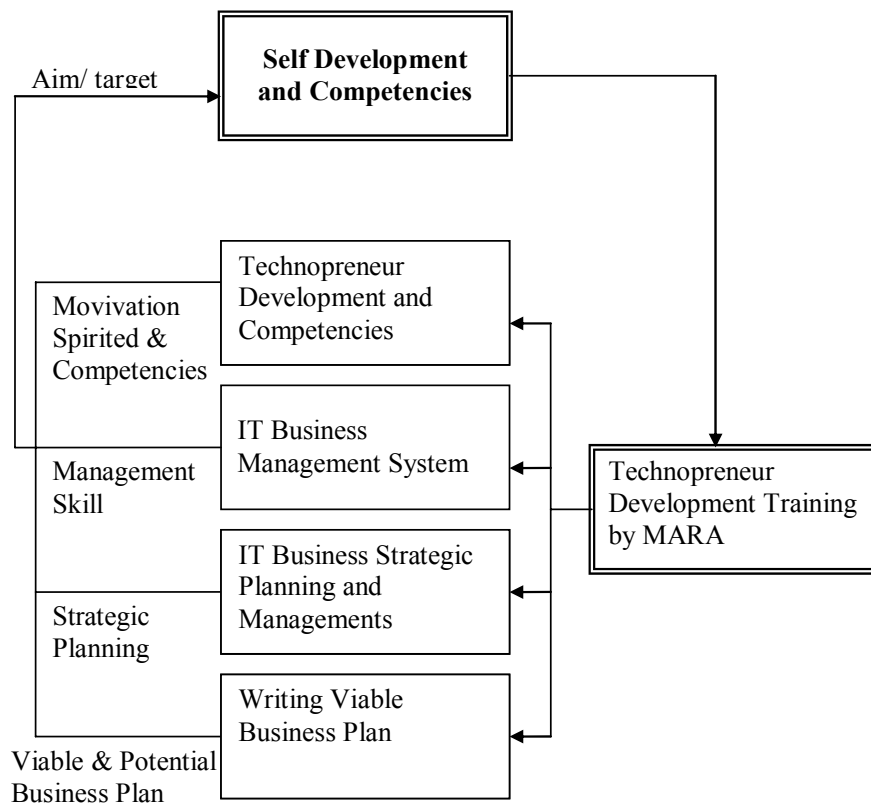 Self Development
and Competencies
Aim/ target
Technopreneur
Development and
Competencies
Movivation
Spirited &
Competencies
IT Business
Management System
Management
Skill
Technopreneur
Development Training
by MARA
IT Business Strategic
Planning and
Managements
Strategic
Planning
Writing Viable
Business Plan
Viable & Potential
Business Plan